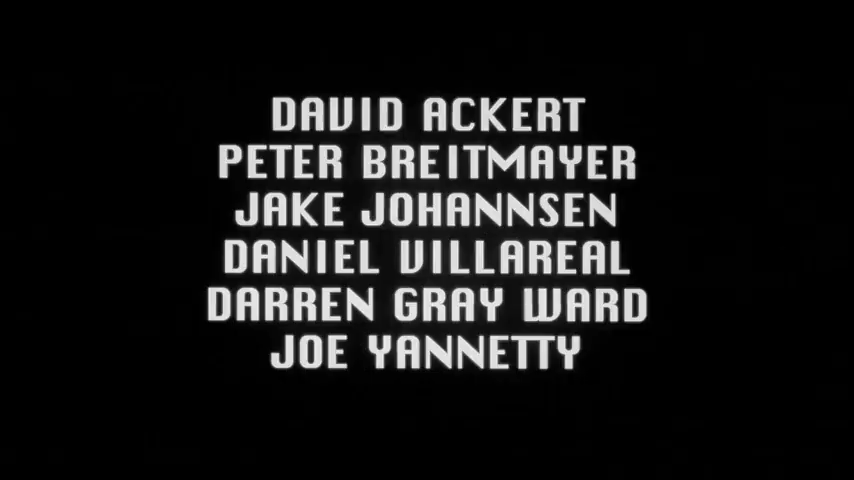 DAVID ACKERT
PETER BREITMAYER
JAKE JOHANNSEN
DANIEL VILLAREAL
DARREN GRAY WARD
JOE YANNETTY